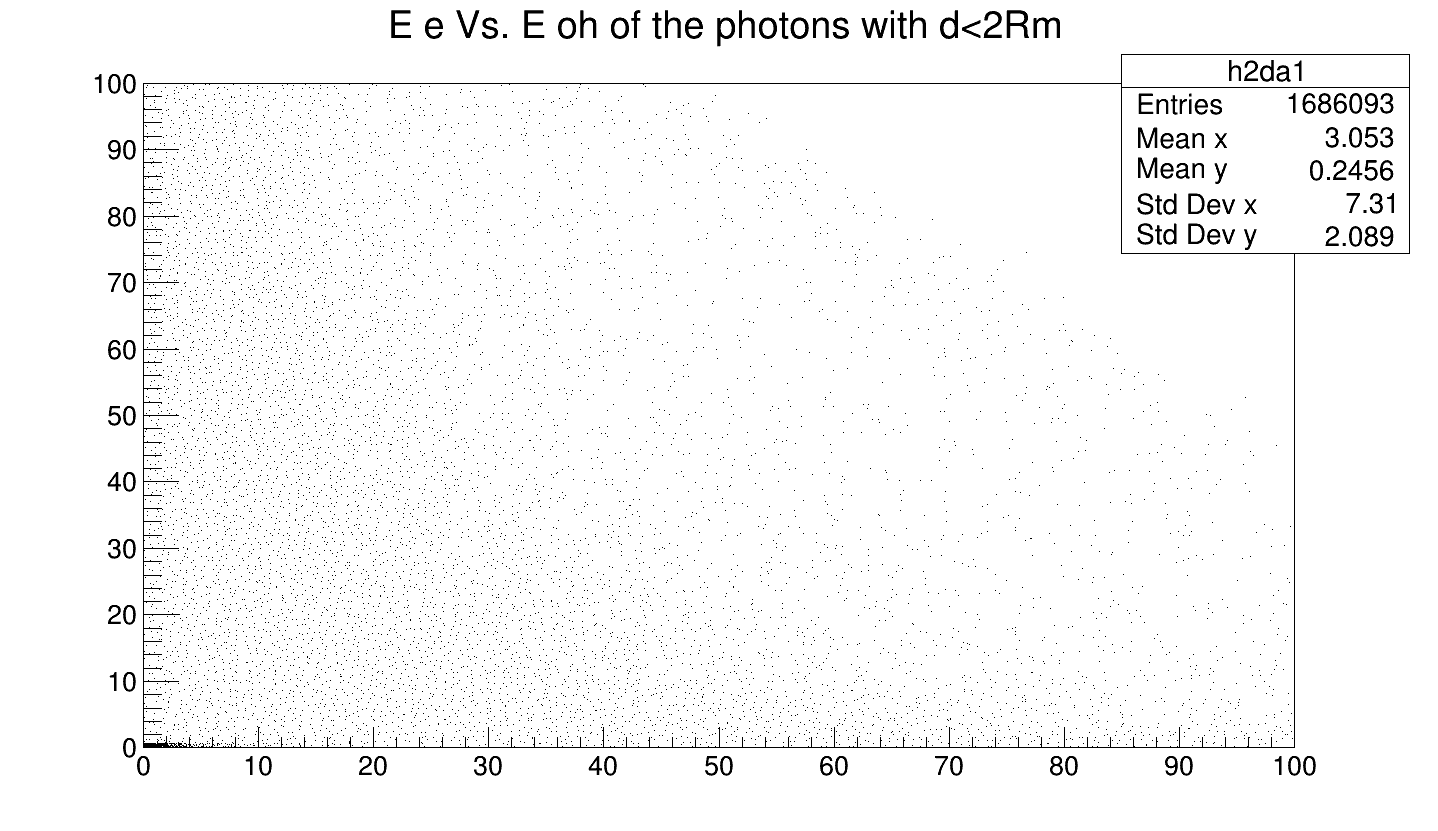 E e Vs. E oh of the photons with d<2Rm
h2da1
Entries 1686093
Mean x 3.053
Mean y 0.2456
Std Dev x 7.31
Std Dev y 2.089
100
90
80
70
60
50
40
30
20
10
0
0 10 20 30 40 50 60 70 80 90 100